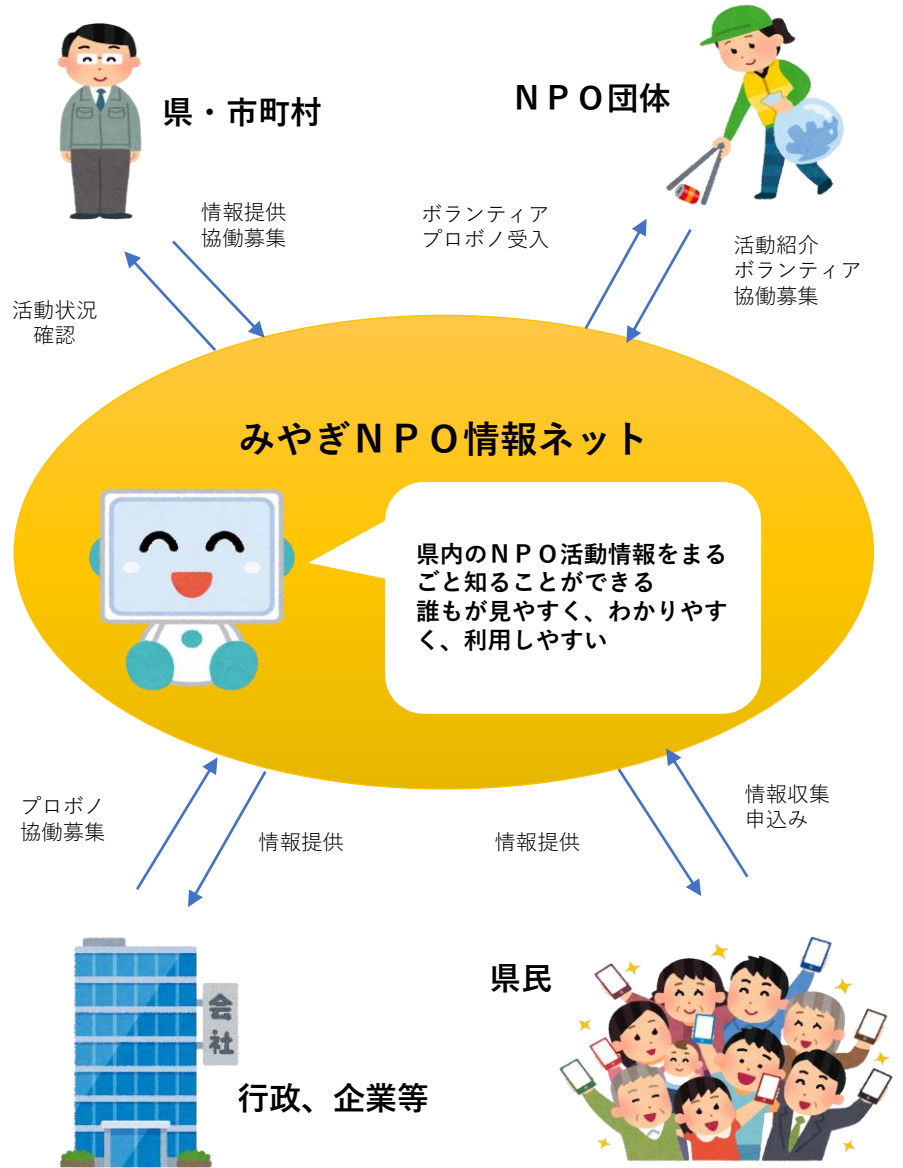 県・市町村
ＮＰＯ団体
情報提供
協働募集
ボランティア
プロボノ受入
活動紹介
ボランティア
協働募集
活動状況
確認
みやぎＮＰＯ情報ネット
県内のＮＰＯ活動情報をまる
ごと知ることができる
誰もが見やすく、わかりやす
く、利用しやすい
プロボノ
協働募集
情報提供
情報提供
情報収集
申込み
会
社
県民
行政、企業等